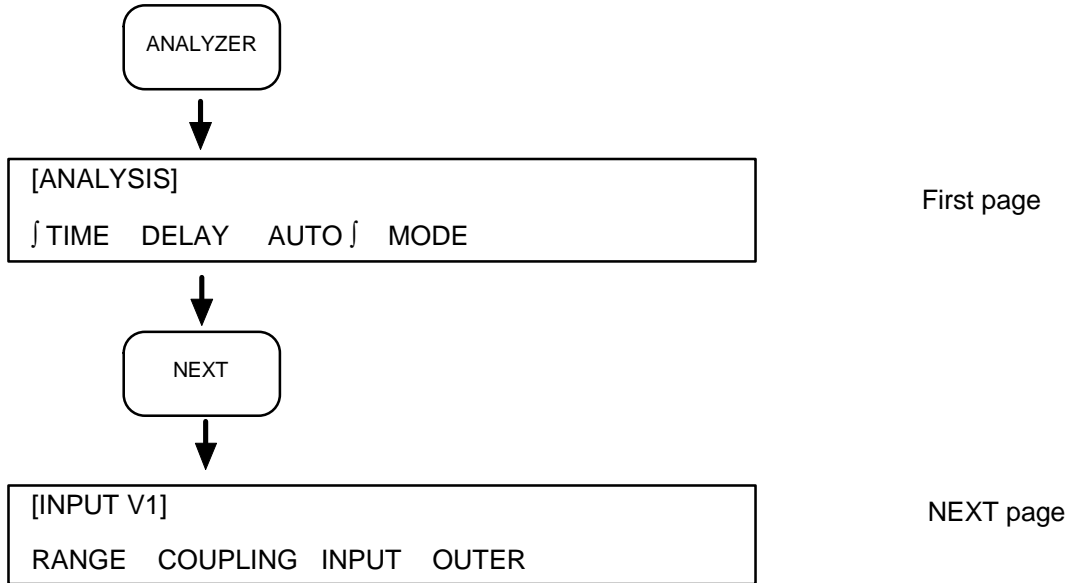 ANALYZER
[ANALYSIS]
∫ TIME DELAY AUTO ∫ MODE
First page
NEXT
[INPUT V1]
RANGE COUPLING INPUT OUTER
NEXT page